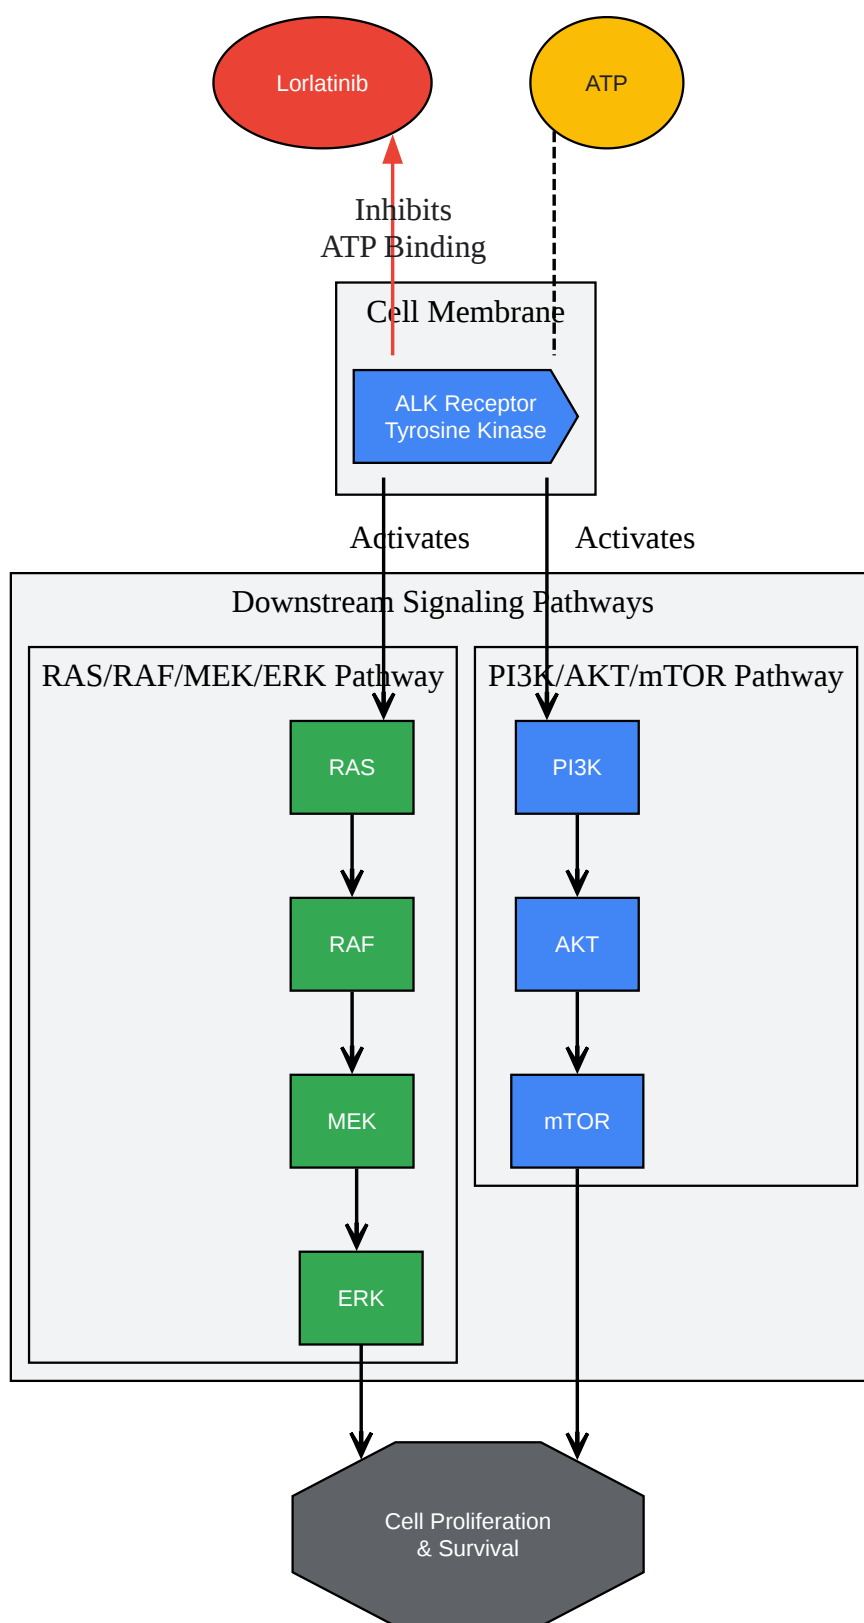 Lorlatinib
ATP
Inhibits
ATP Binding
Cell Membrane
ALK Receptor
Tyrosine Kinase
Activates
Activates
Downstream Signaling Pathways
RAS/RAF/MEK/ERK Pathway
PI3K/AKT/mTOR Pathway
RAS
PI3K
RAF
AKT
MEK
mTOR
ERK
Cell Proliferation
& Survival